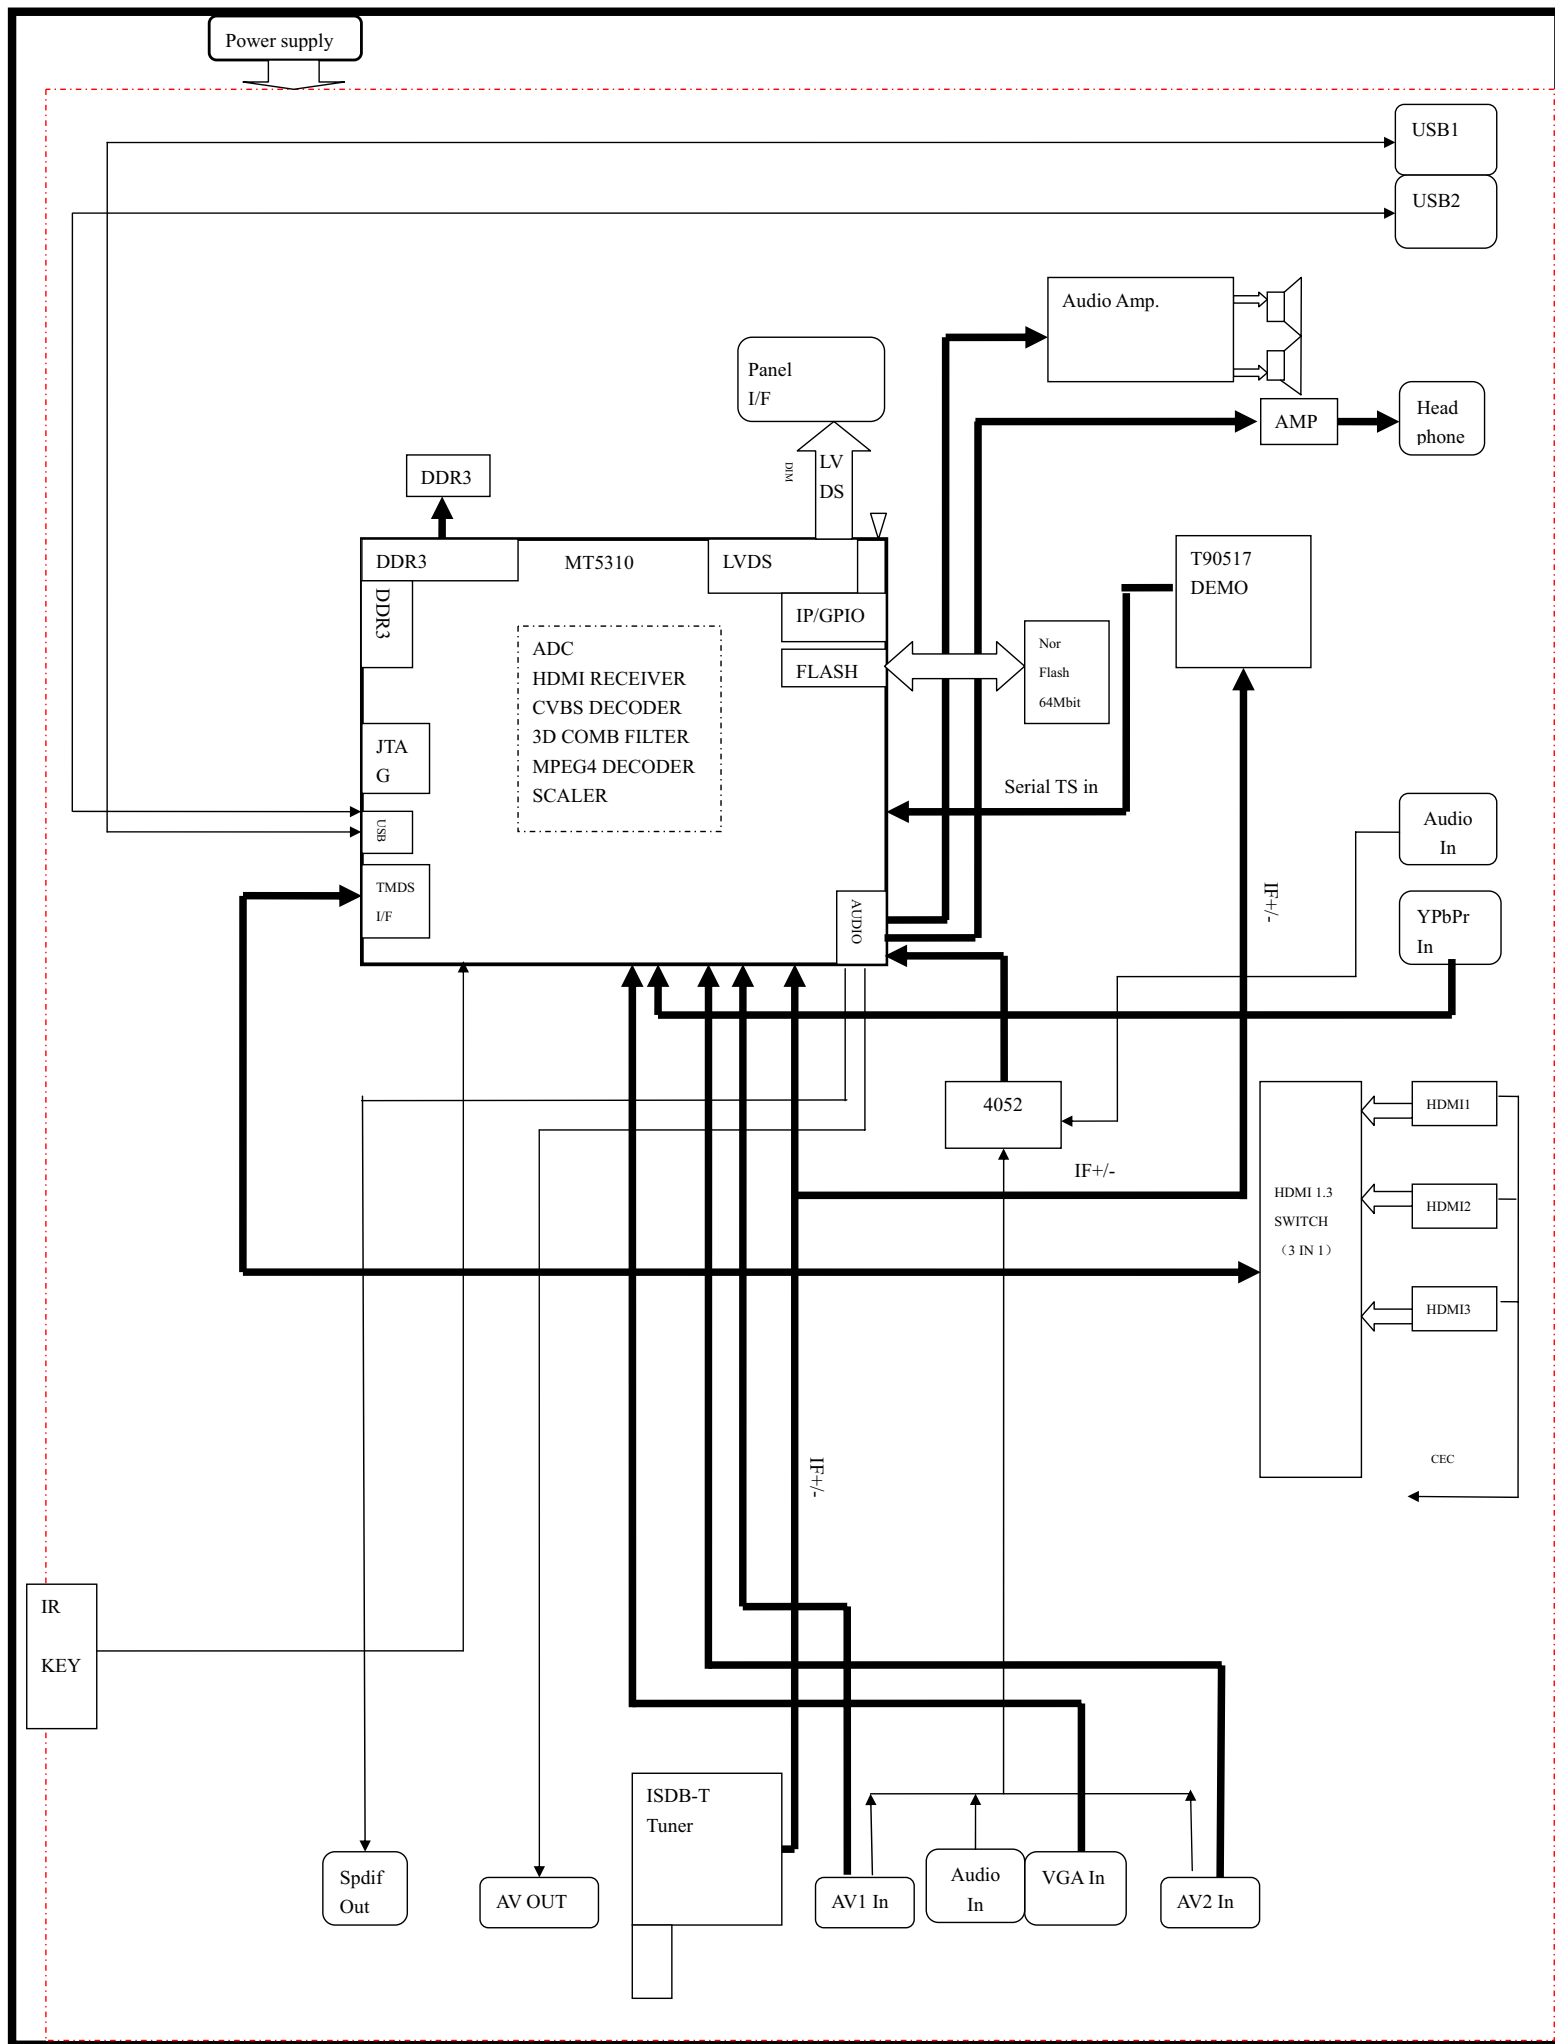 Power supply
USB1
USB2
Audio Amp.
Panel
I/F
Head
phone
AMP
LV
DS
DIM
DDR3
DDR3
MT5310
LVDS
T90517
DEMO
DDR3
IP/GPIO
ADC
HDMI RECEIVER
CVBS DECODER
3D COMB FILTER
MPEG4 DECODER
SCALER
FLASH
Nor
Flash
64Mbit
JTA
G
Serial TS in
USB
Audio
In
TMDS
I/F
AUDIO
IF+/-
YPbPr
In
4052
HDMI1
IF+/-
HDMI 1.3
SWITCH
（3 IN 1）
HDMI2
HDMI3
CEC
IF+/-
IR
KEY
ISDB-T
Tuner
Spdif
Out
AV OUT
AV1 In
Audio
In
VGA In
AV2 In